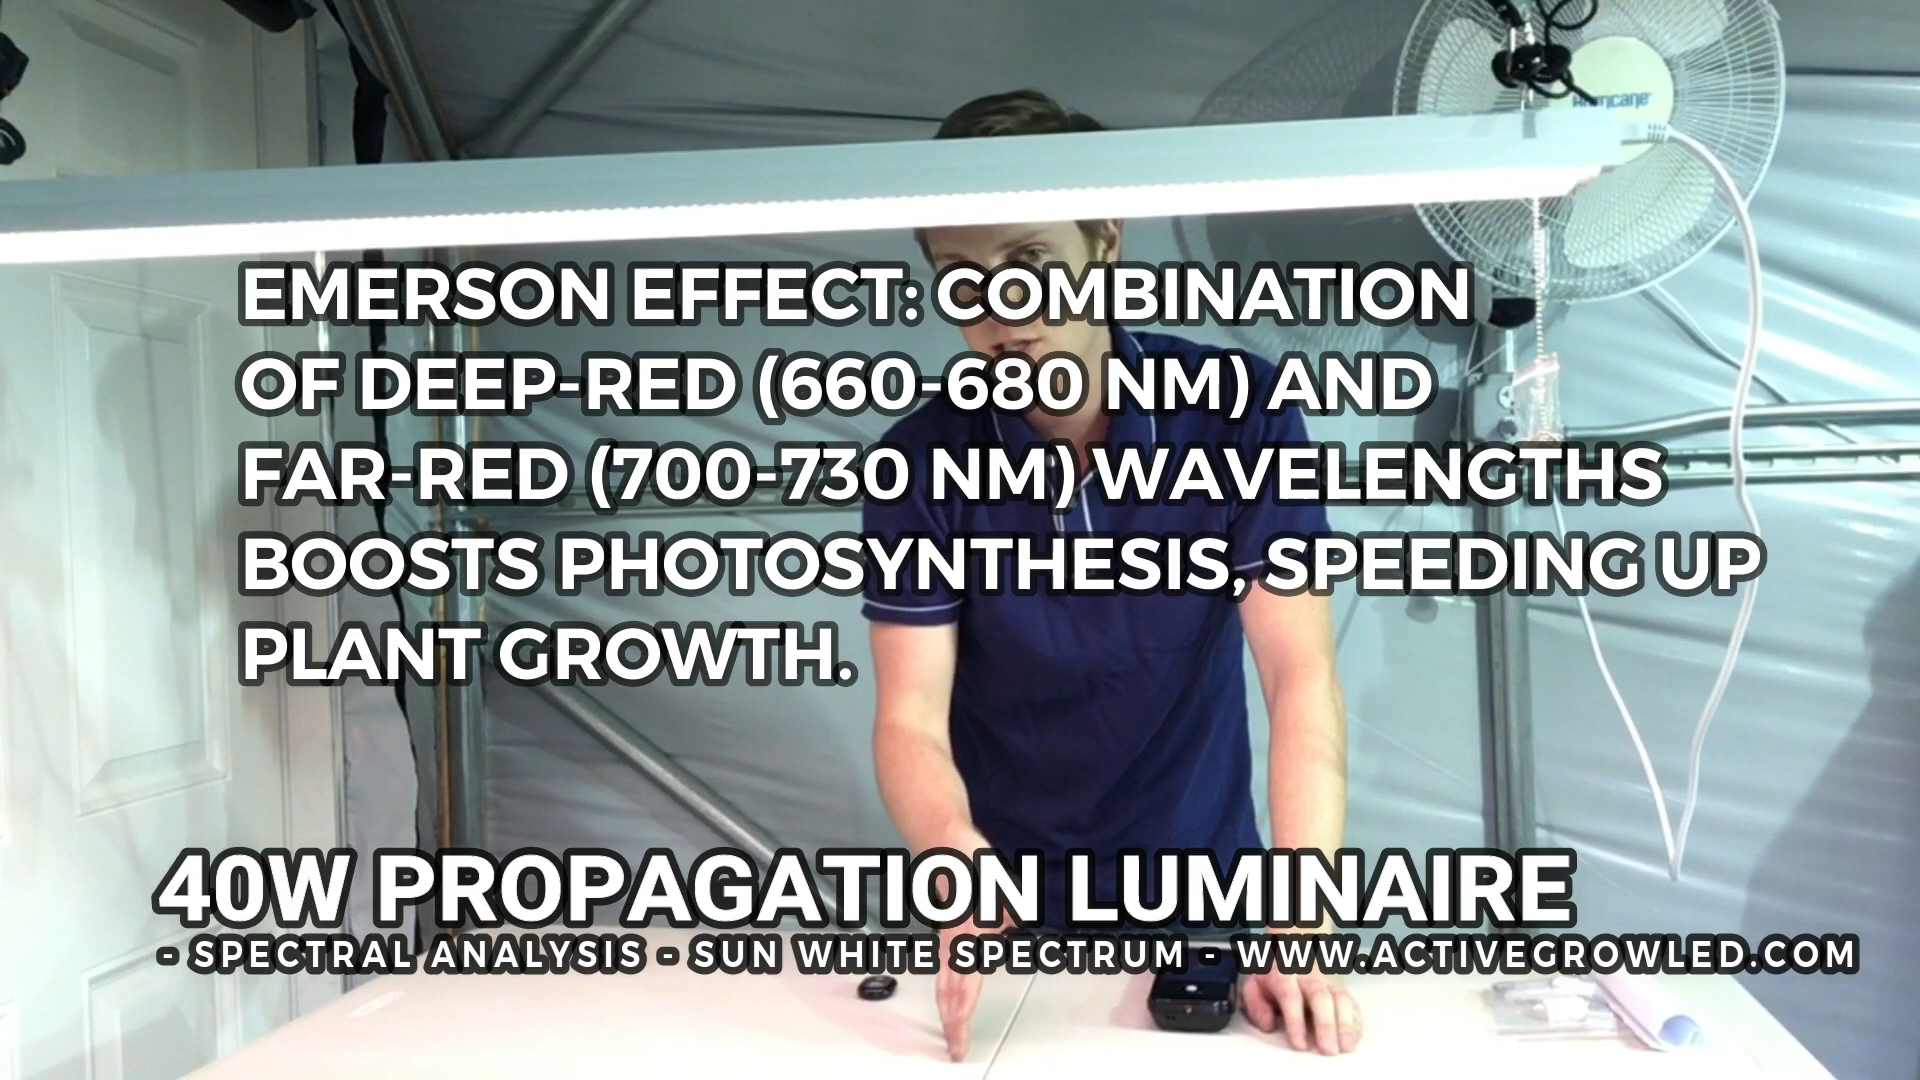 Hurricane
EMERSON EFFECT: COMBINATION
OF DEEP-RED (660-680 NM) AND
FAR-RED (700-730 NM) WAVELENGTHS
BOOSTS PHOTOSYNTHESIS, SPEEDING UP
PLANT GROWTH.
40W PROPAGATION LUMINAIRE
- SPECTRAL ANALYSIS - SUN WHITE SPECTRUM - WWW.ACTIVEGROWLED.COM